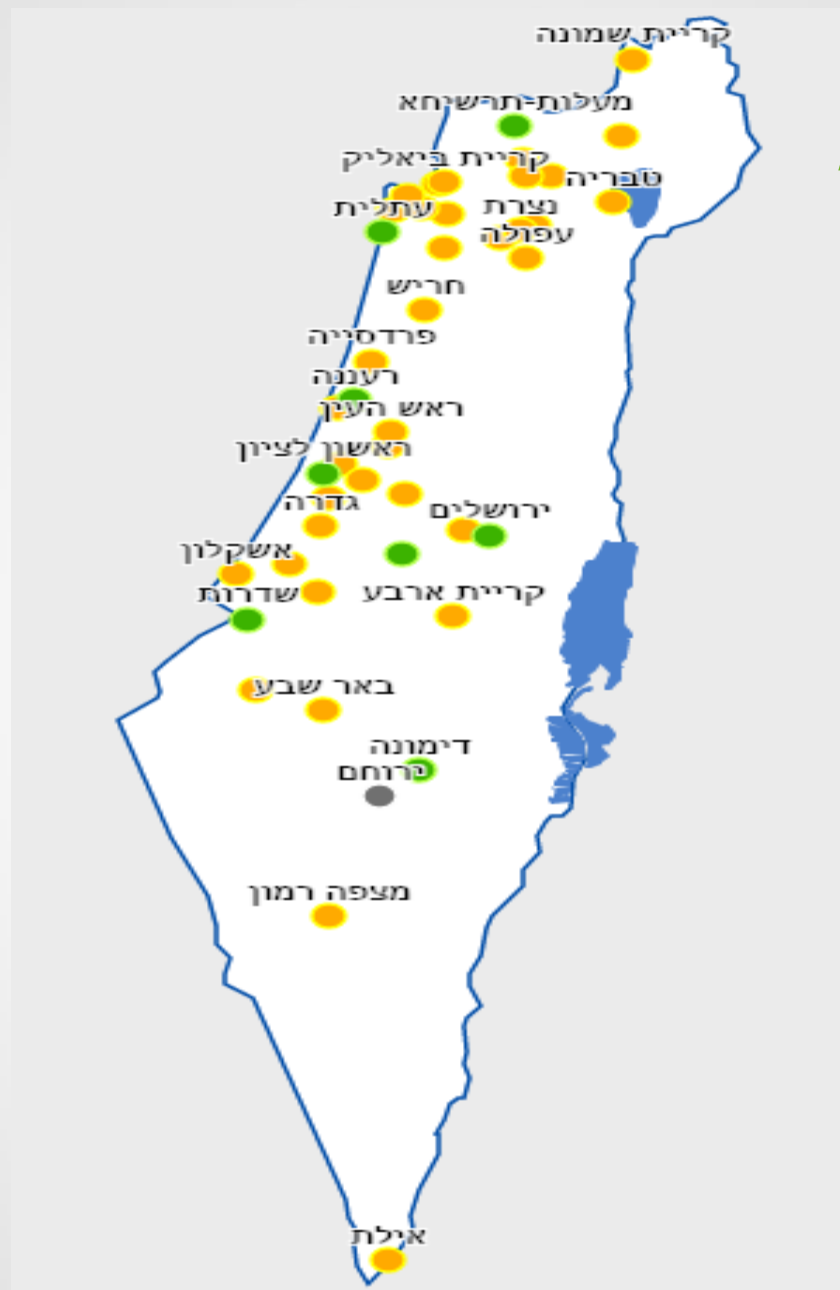 קריית שמונה
מעלות-תרשיחא
קריית ביאליק
טבריה
נצרת
עתלית
עפולה
חריש
פרדסייה
רעננה
ראש העין
ראשון לציון
גדרה
ירושלים
אשקלון
קריית ארבע
שדרות
באר שבע
דימונה
ירוחם
מצפה רמון
אילת